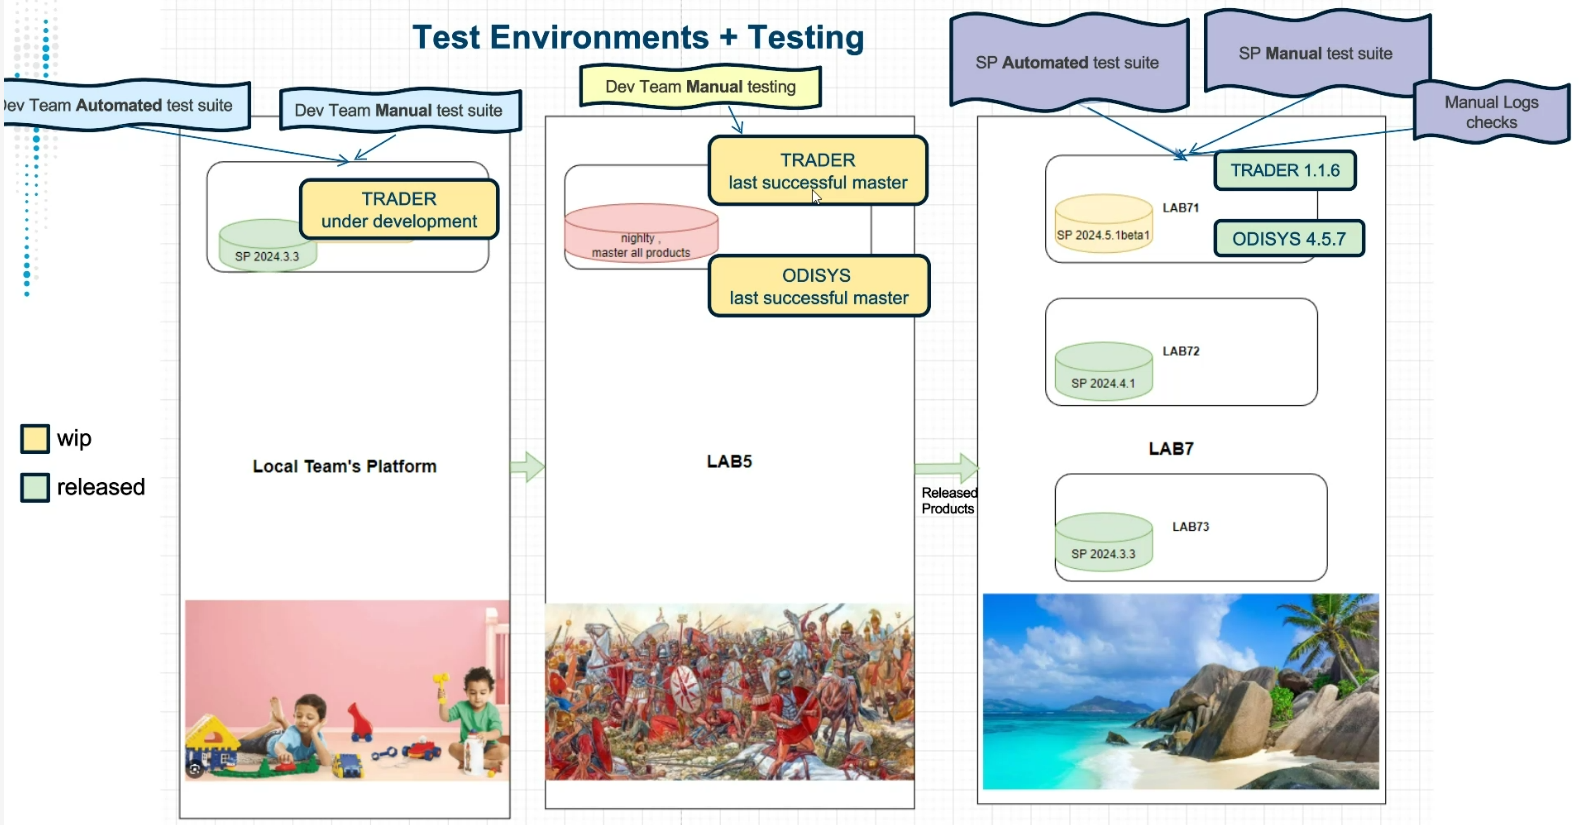 Test Environments + Testing
Dev Team Automated test suite
Dev Team Manual test suite
Dev Team Manual testing
SP Automated test suite
SP Manual test suite
Manual Logs
checks
TRADER
under development
SP 2024.3.3
TRADER
last successful master
nighlty ,
master all products
ODISYS
last successful master
TRADER 1.1.6
LAB71
SP 2024.5.1beta1
ODISYS 4.5.7
LAB72
SP 2024.4.1
wip
released
Local Team's Platform
LAB5
Released
Products
LAB7
LAB73
SP 2024.3.3